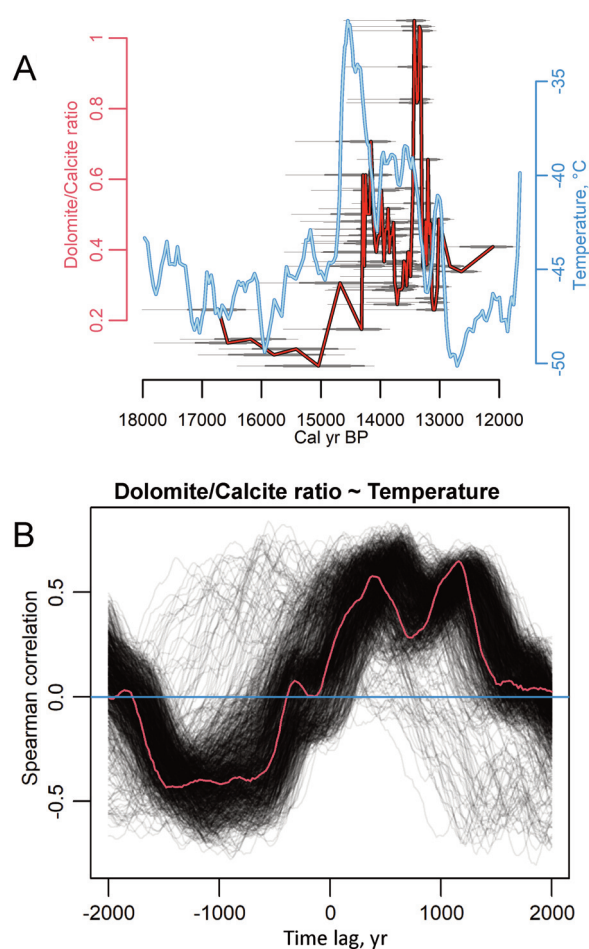 A
Dolomite/Calcite ratio
1
0.8
0.6
0.4
0.2
Temperature, °C
-35
-40
-45
-50
18000 17000 16000 15000 14000 13000 12000
Cal yr BP
Dolomite/Calcite ratio ~ Temperature
B
Spearman correlation
0.5
0.0
-0.5
-2000 -1000 0 1000 2000
Time lag, yr